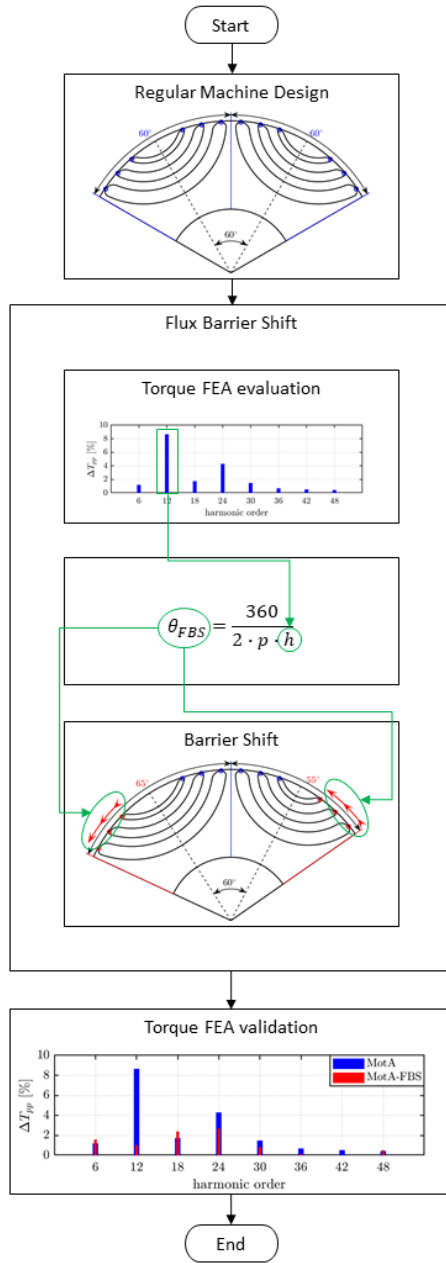 Start
Regular Machine Design
60°
60°
60°
Flux Barrier Shift
Torque FEA evaluation
10
8
6
4
2
0
ΔTpp [%]
6 12 18 24 30 36 42 48
harmonic order
θFBS = 360 / 2 · p · h
Barrier Shift
65°
55°
60°
Torque FEA validation
10
8
6
4
2
0
ΔTpp [%]
MotA
MotA-FBS
6 12 18 24 30 36 42 48
harmonic order
End